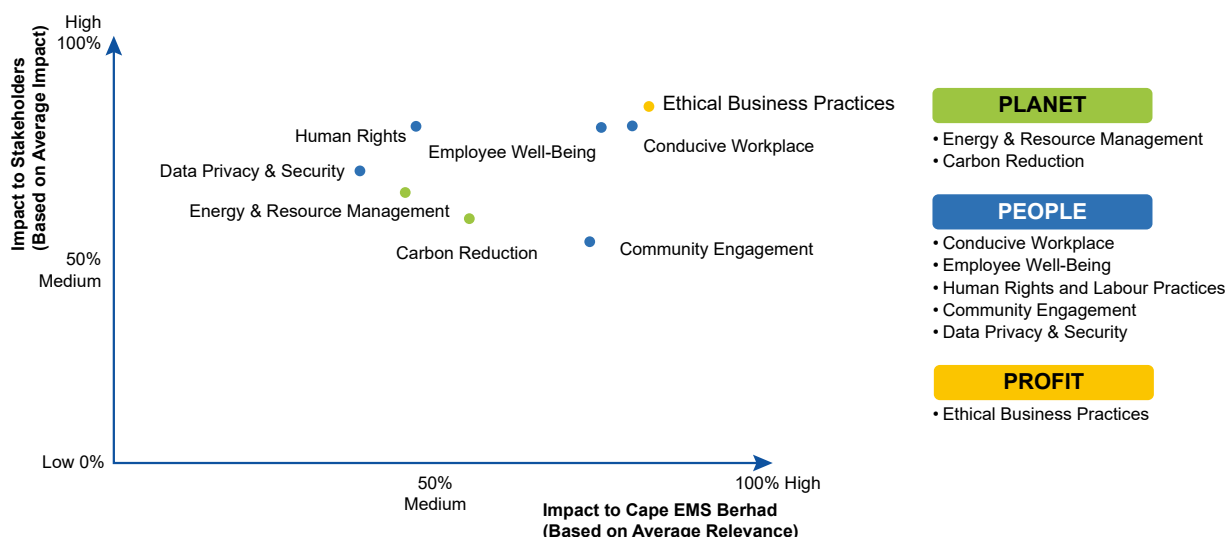 High
100%
Impact to Stakeholders
(Based on Average Impact)
50%
Medium
Low 0%
Ethical Business Practices
Human Rights
Employee Well-Being
Conducive Workplace
Data Privacy & Security
Energy & Resource Management
Carbon Reduction
Community Engagement
50%
Medium
100% High
Impact to Cape EMS Berhad
(Based on Average Relevance)
PLANET
• Energy & Resource Management
• Carbon Reduction
PEOPLE
• Conducive Workplace
• Employee Well-Being
• Human Rights and Labour Practices
• Community Engagement
• Data Privacy & Security
PROFIT
• Ethical Business Practices